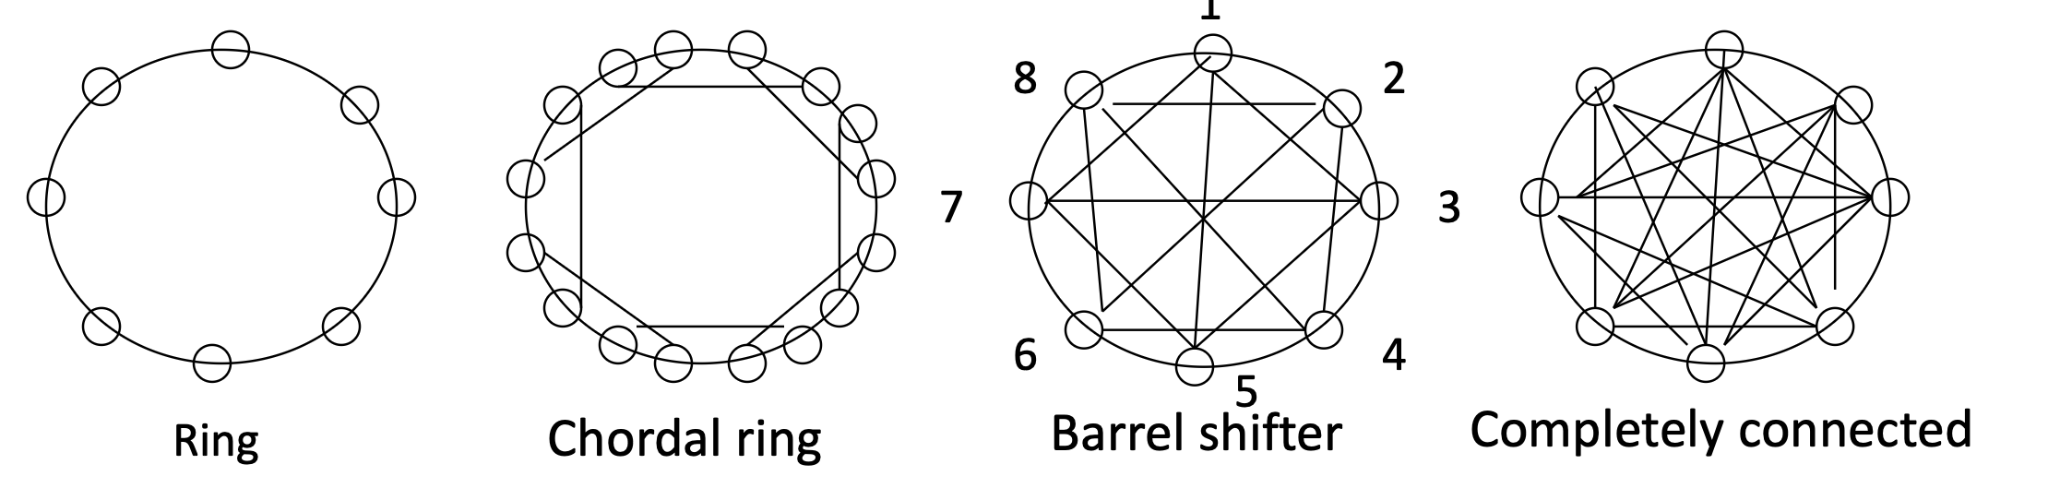 1
8
2
7
3
6
4
5
Ring
Chordal ring
Barrel shifter
Completely connected